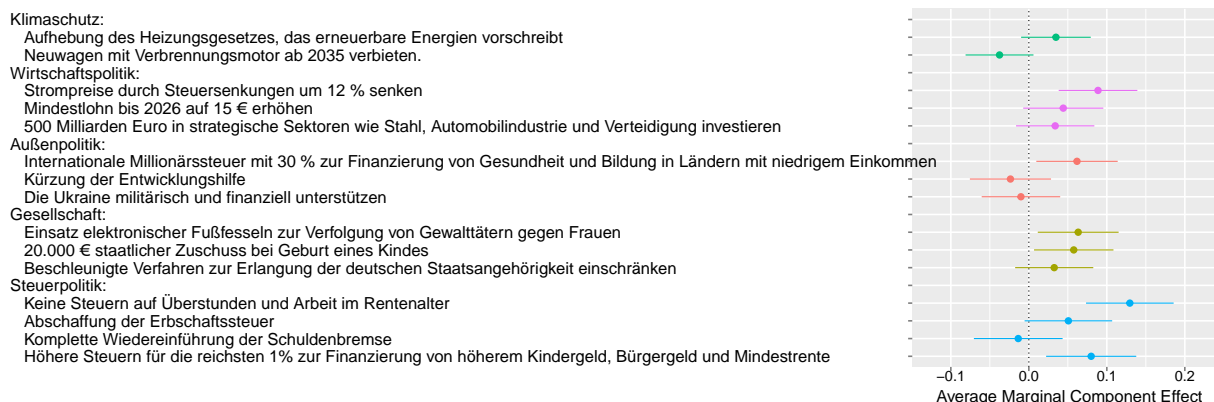 Klimaschutz:
Aufhebung des Heizungsgesetzes, das erneuerbare Energien vorschreibt
Neuwagen mit Verbrennungsmotor ab 2035 verbieten.
Wirtschaftspolitik:
Strompreise durch Steuersenkungen um 12 % senken
Mindestlohn bis 2026 auf 15 € erhöhen
500 Milliarden Euro in strategische Sektoren wie Stahl, Automobilindustrie und Verteidigung investieren
Außenpolitik:
Internationale Millionärssteuer mit 30 % zur Finanzierung von Gesundheit und Bildung in Ländern mit niedrigem Einkommen
Kürzung der Entwicklungshilfe
Die Ukraine militärisch und finanziell unterstützen
Gesellschaft:
Einsatz elektronischer Fußfesseln zur Verfolgung von Gewalttätern gegen Frauen
20.000 € staatlicher Zuschuss bei Geburt eines Kindes
Beschleunigte Verfahren zur Erlangung der deutschen Staatsangehörigkeit einschränken
Steuerpolitik:
Keine Steuern auf Überstunden und Arbeit im Rentenalter
Abschaffung der Erbschaftssteuer
Komplette Wiedereinführung der Schuldenbremse
Höhere Steuern für die reichsten 1% zur Finanzierung von höherem Kindergeld, Bürgergeld und Mindestrente
−0.1 0.0 0.1 0.2
Average Marginal Component Effect